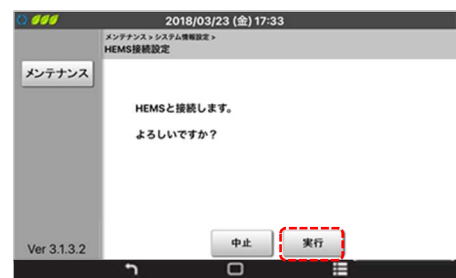 2018/03/23 (金) 17:33
メンテナンス > システム情報設定 >
HEMS接続設定
メンテナンス
HEMSと接続します。
よろしいですか？
中止
実行
Ver 3.1.3.2